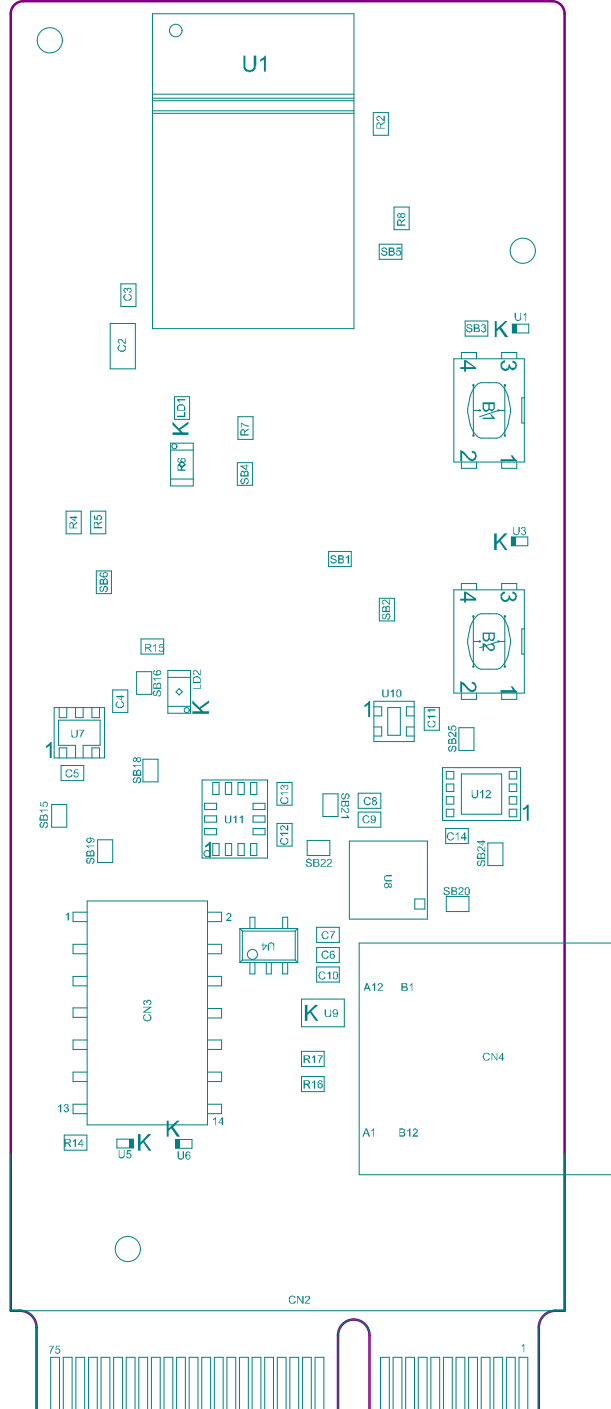 U1
R2
R8
SB5
C3
U1
SB3 K
C2
4 3
B1
2 1
LD1
K
R7
R6
SB4
R4 R5
U3
K
SB1
SB6
SB2
4 3
B2
2 1
R15
SB16
LD2
K
C4
U10
1
C11
SB25
U7
1
C5
SB18
C13
SB21
C8
U12
1
SB15
U11
1
C9
C12
C14
SB19
SB22
SB24
U8
SB20
1 2
U4
C7
C6
C10
A12 B1
CN3
K U9
R17
CN4
R16
13 14
K
A1 B12
R14
K
U5 U6
CN2
75 1